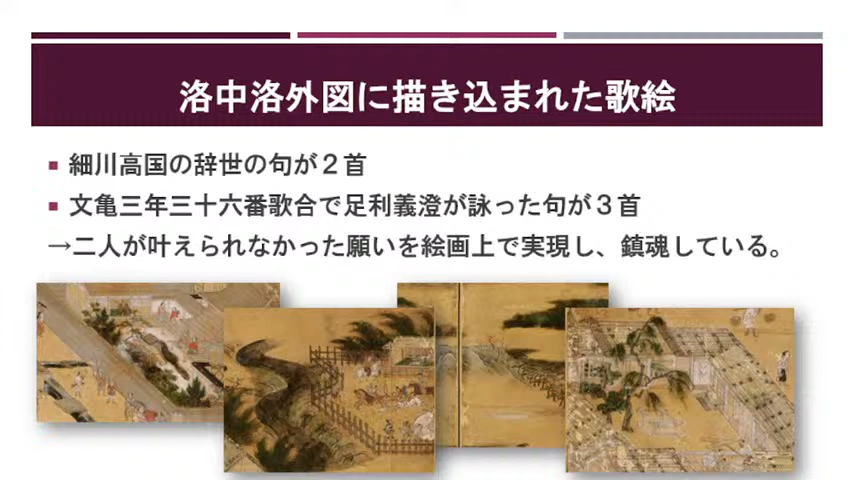 洛中洛外図に描き込まれた歌絵
■ 細川高国の辞世の句が２首
■ 文亀三年三十六番歌合で足利義澄が詠った句が３首
→二人が叶えられなかった願いを絵画上で実現し、鎮魂している。